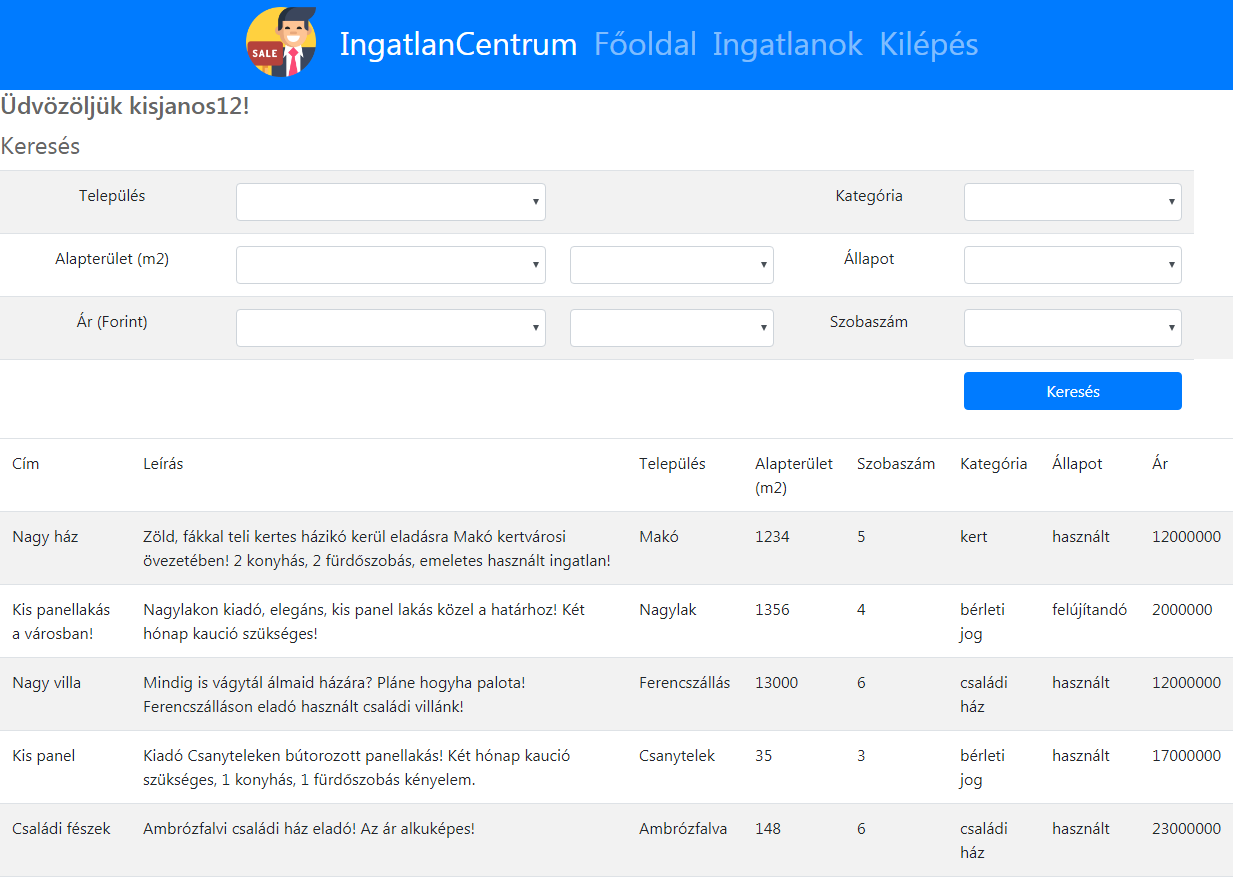 SALE
IngatlanCentrum Főoldal Ingatlanok Kilépés
Üdvözöljük kisjanos12!
Keresés
Település Kategória
Alapterület (m2) Állapot
Ár (Forint) Szobaszám
Keresés
Cím Leírás Település Alapterület (m2) Szobaszám Kategória Állapot Ár
Nagy ház Zöld, fákkal teli kertes házikó kerül eladásra Makó kertvárosi Makó 1234 5 kert használt 12000000
övezetében! 2 konyhás, 2 fürdőszobás, emeletes használt ingatlan!
Kis panellakás Nagylakon kiadó, elegáns, kis panel lakás közel a határhoz! Két Nagylak 1356 4 bérleti felújítandó 2000000
a városban! hónap kaució szükséges! jog
Nagy villa Mindig is vágytál álmaid házára? Pláne hogyha palota! Ferencszállás 13000 6 családi használt 12000000
Ferencszálláson eladó használt családi villánk! ház
Kis panel Kiadó Csanyteleken bútorozott panellakás! Két hónap kaució Csanytelek 35 3 bérleti használt 17000000
szükséges, 1 konyhás, 1 fürdőszobás kényelem. jog
Családi fészek Ambrózfalvi családi ház eladó! Az ár alkuképes! Ambrózfalva 148 6 családi használt 23000000
ház